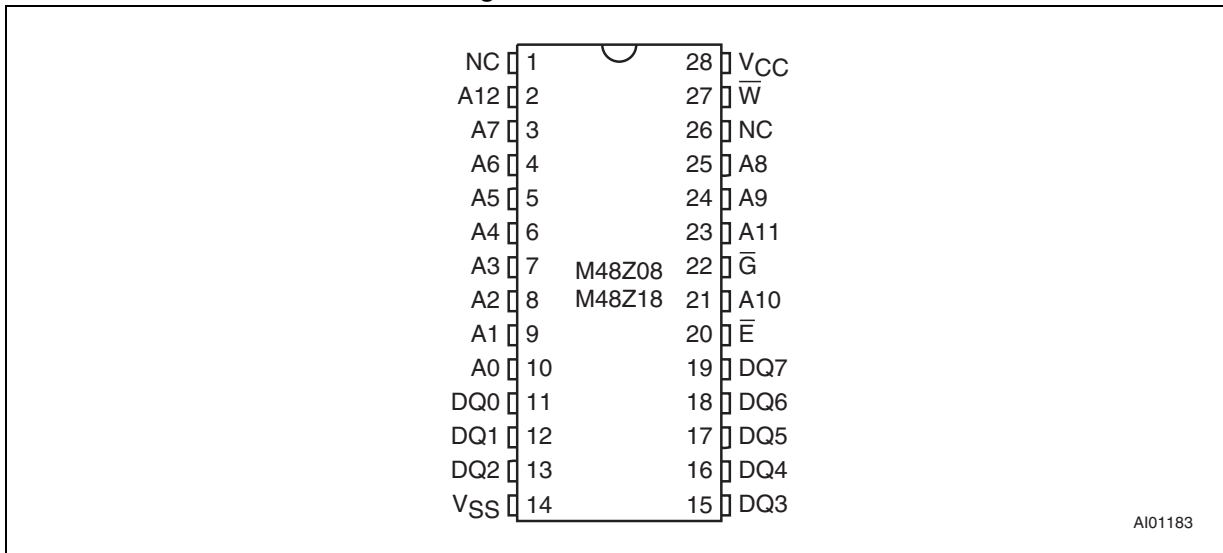 NC 1 28 VCC
A12 2 27 W̅
A7 3 26 NC
A6 4 25 A8
A5 5 24 A9
A4 6 23 A11
A3 7 M48Z08 22 G̅
A2 8 M48Z18 21 A10
A1 9 20 E̅
A0 10 19 DQ7
DQ0 11 18 DQ6
DQ1 12 17 DQ5
DQ2 13 16 DQ4
VSS 14 15 DQ3
AI01183